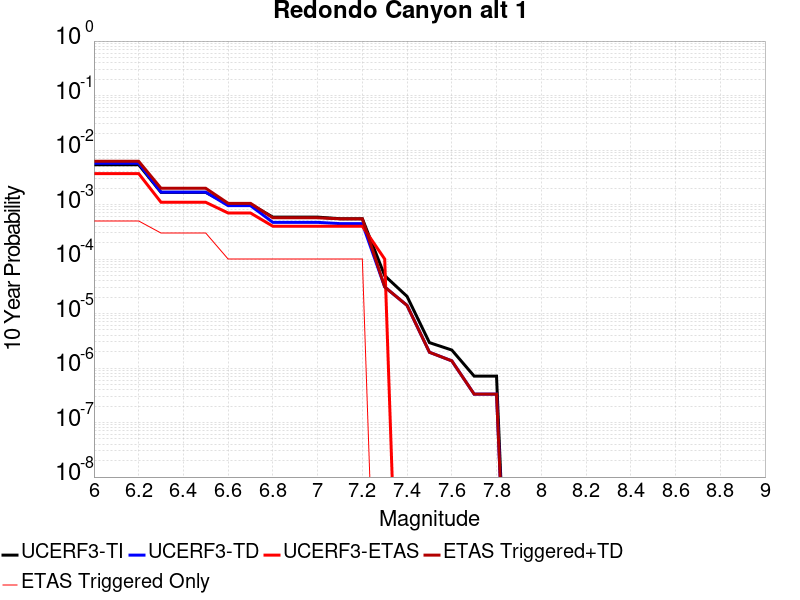 Redondo Canyon alt 1
10^0
10^-1
10^-2
10^-3
10^-4
10^-5
10^-6
10^-7
10^-8
10 Year Probability
6 6.2 6.4 6.6 6.8 7 7.2 7.4 7.6 7.8 8 8.2 8.4 8.6 8.8 9
Magnitude
UCERF3-TI UCERF3-TD UCERF3-ETAS ETAS Triggered+TD
ETAS Triggered Only